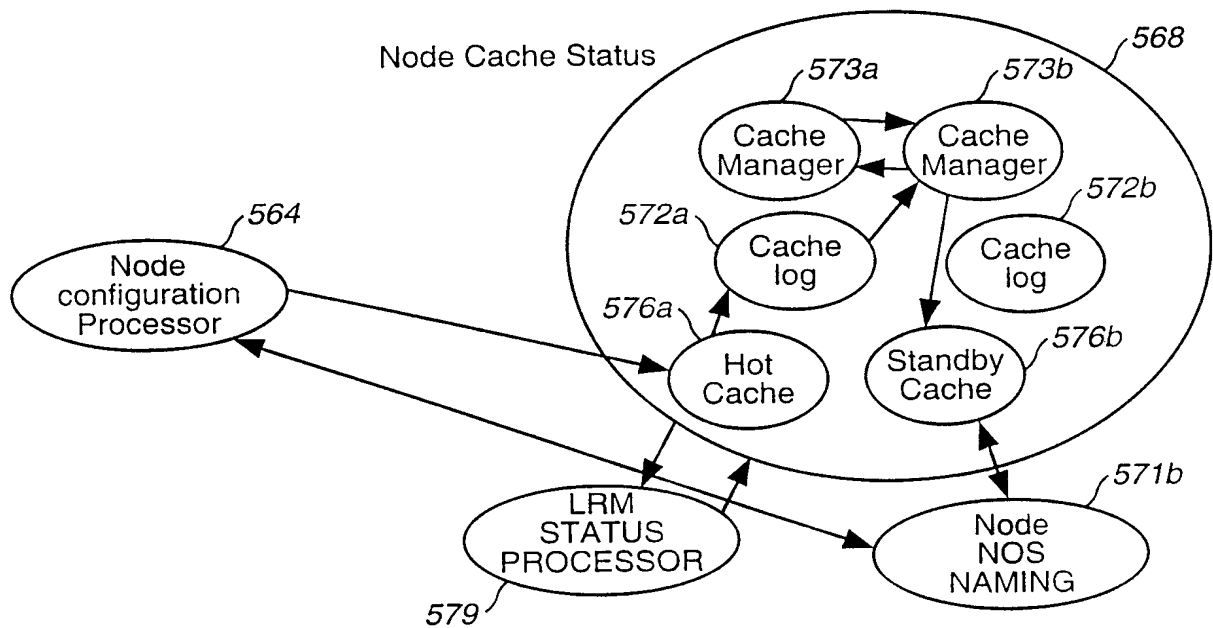 568
Node Cache Status
573a
573b
Cache
Manager
Cache
Manager
572a
572b
Cache
log
Cache
log
564
Node
configuration
Processor
576a
576b
Hot
Cache
Standby
Cache
571b
LRM
STATUS
PROCESSOR
Node
NOS
NAMING
579